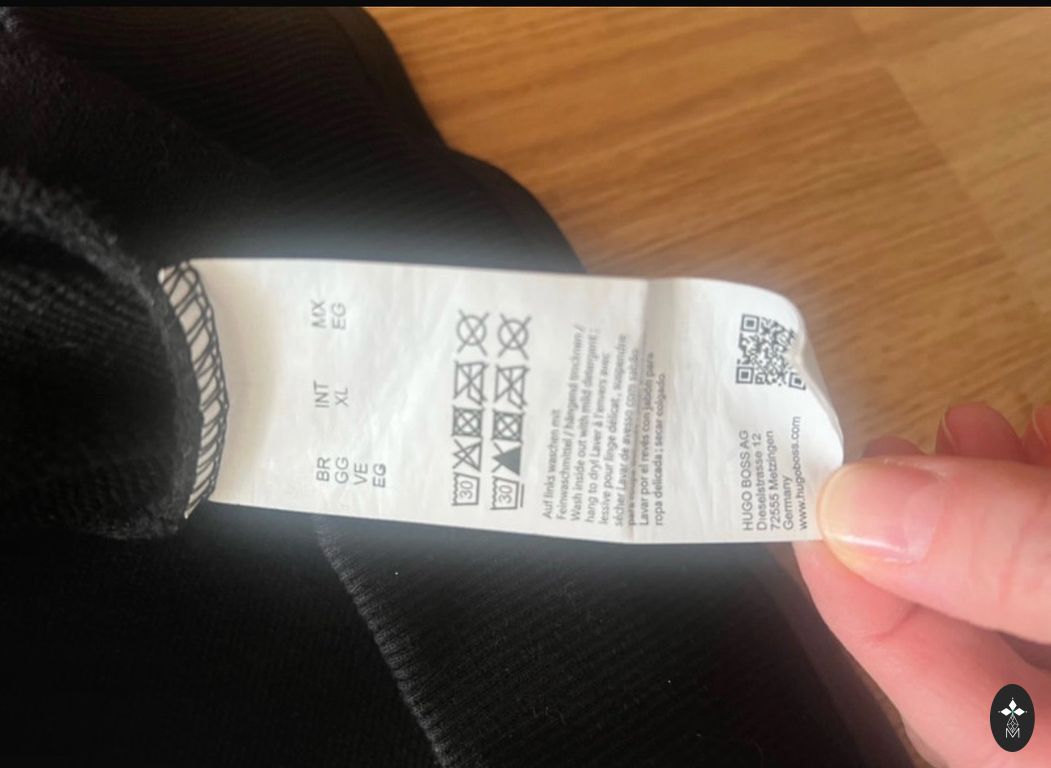 MX
EG
INT
XL
BR
GG
VE
EG
30
30
Auf links waschen mit
Feinwaschmittel / hängend trocknen /
Wash inside out with mild detergent ;
hang to dry/ Laver à l'envers avec
lessive pour linge délicat, suspendre
sécher Lavar de avesso com sabão
para
Lavar por el revés con jabón para
ropa delicada ; secar colgado.
HUGO BOSS AG
Dieselstrasse 12
72555 Metzingen
Germany
www.hugoboss.com
M